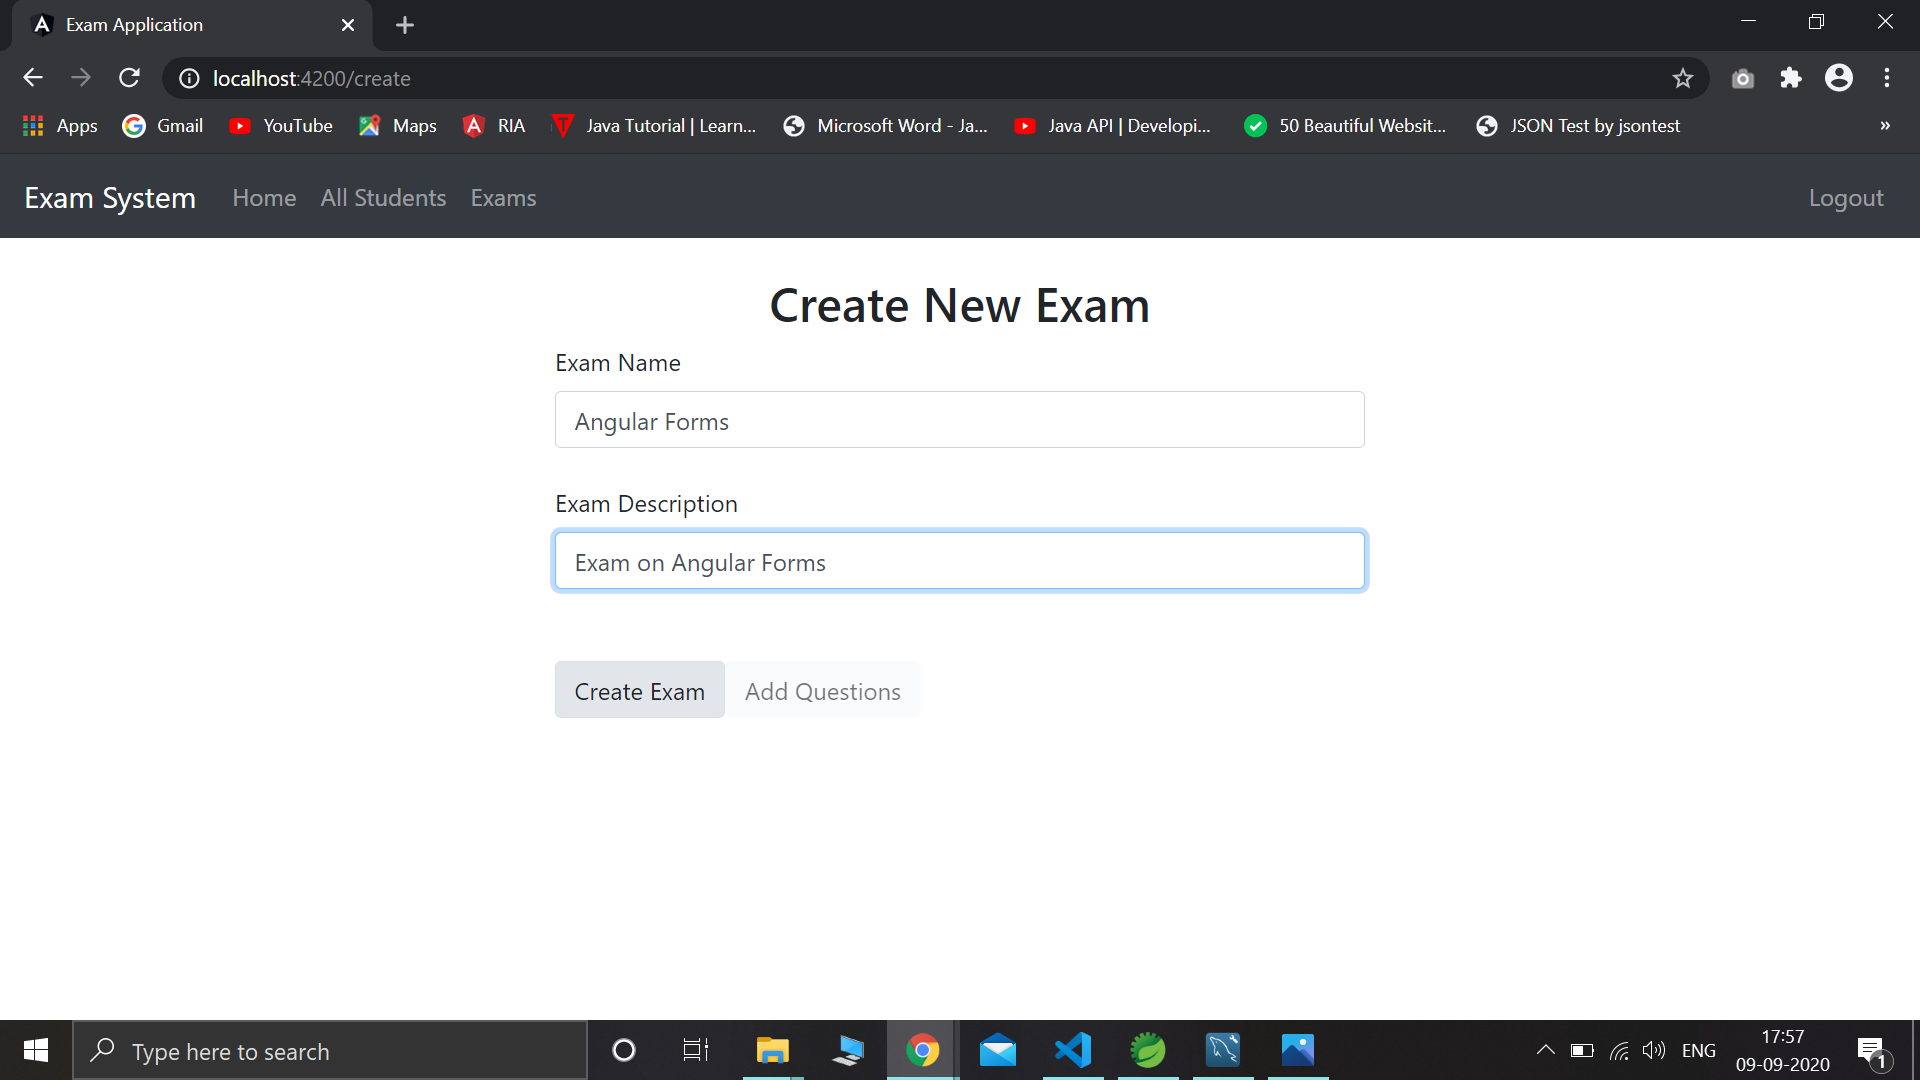 Exam Application
localhost:4200/create
Apps Gmail YouTube Maps RIA Java Tutorial | Learn... Microsoft Word - Ja... Java API | Developi... 50 Beautiful Websit... JSON Test by jsontest »
Exam System Home All Students Exams Logout
Create New Exam
Exam Name
Angular Forms
Exam Description
Exam on Angular Forms
Create Exam Add Questions
Type here to search
ENG
17:57
09-09-2020
1